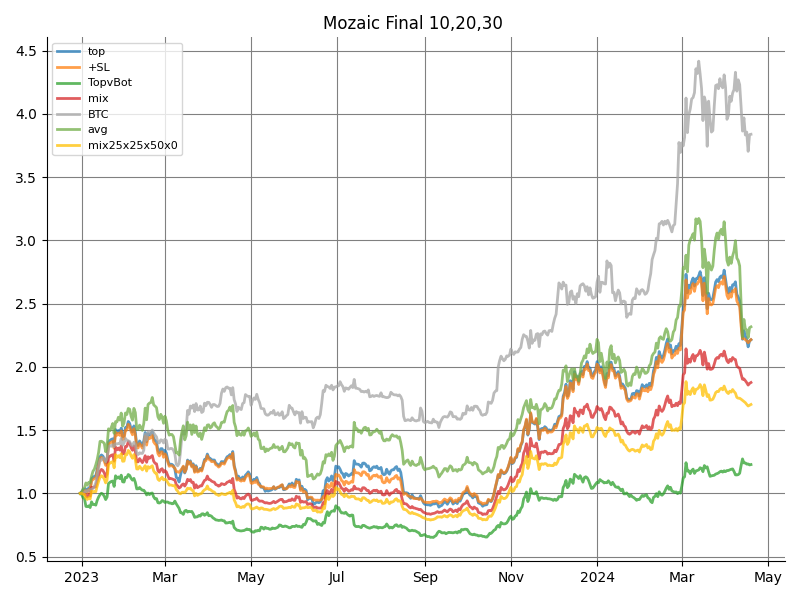 Mozaic Final 10,20,30
top
+SL
TopvBot
mix
BTC
avg
mix25x25x50x0
4.5
4.0
3.5
3.0
2.5
2.0
1.5
1.0
0.5
2023 Mar May Jul Sep Nov 2024 Mar May